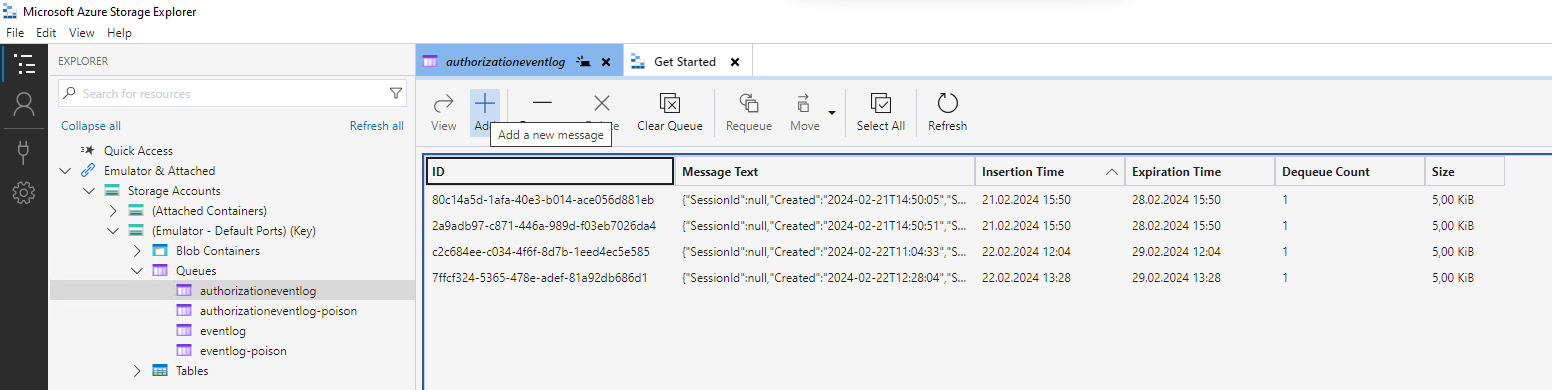 Microsoft Azure Storage Explorer
File Edit View Help
EXPLORER
Search for resources
Collapse all Refresh all
Quick Access
Emulator & Attached
Storage Accounts
(Attached Containers)
(Emulator - Default Ports) (Key)
Blob Containers
Queues
authorizationeventlog
authorizationeventlog-poison
eventlog
eventlog-poison
Tables
authorizationeventlog Get Started
View Add Clear Queue Requeue Move Select All Refresh
Add a new message
ID Message Text Insertion Time Expiration Time Dequeue Count Size
80c14a5d-1afa-40e3-b014-ace056d881eb {"SessionId":null,"Created":"2024-02-21T14:50:05","S... 21.02.2024 15:50 28.02.2024 15:50 1 5,00 KiB
2a9adb97-c871-446a-989d-f03eb7026da4 {"SessionId":null,"Created":"2024-02-21T14:50:51","S... 21.02.2024 15:50 28.02.2024 15:50 1 5,00 KiB
c2c684ee-c034-4f6f-8d7b-1eed4ec5e585 {"SessionId":null,"Created":"2024-02-22T11:04:33","S... 22.02.2024 12:04 29.02.2024 12:04 1 5,00 KiB
7ffcf324-5365-478e-adef-81a92db686d1 {"SessionId":null,"Created":"2024-02-22T12:28:04","S... 22.02.2024 13:28 29.02.2024 13:28 1 5,00 KiB